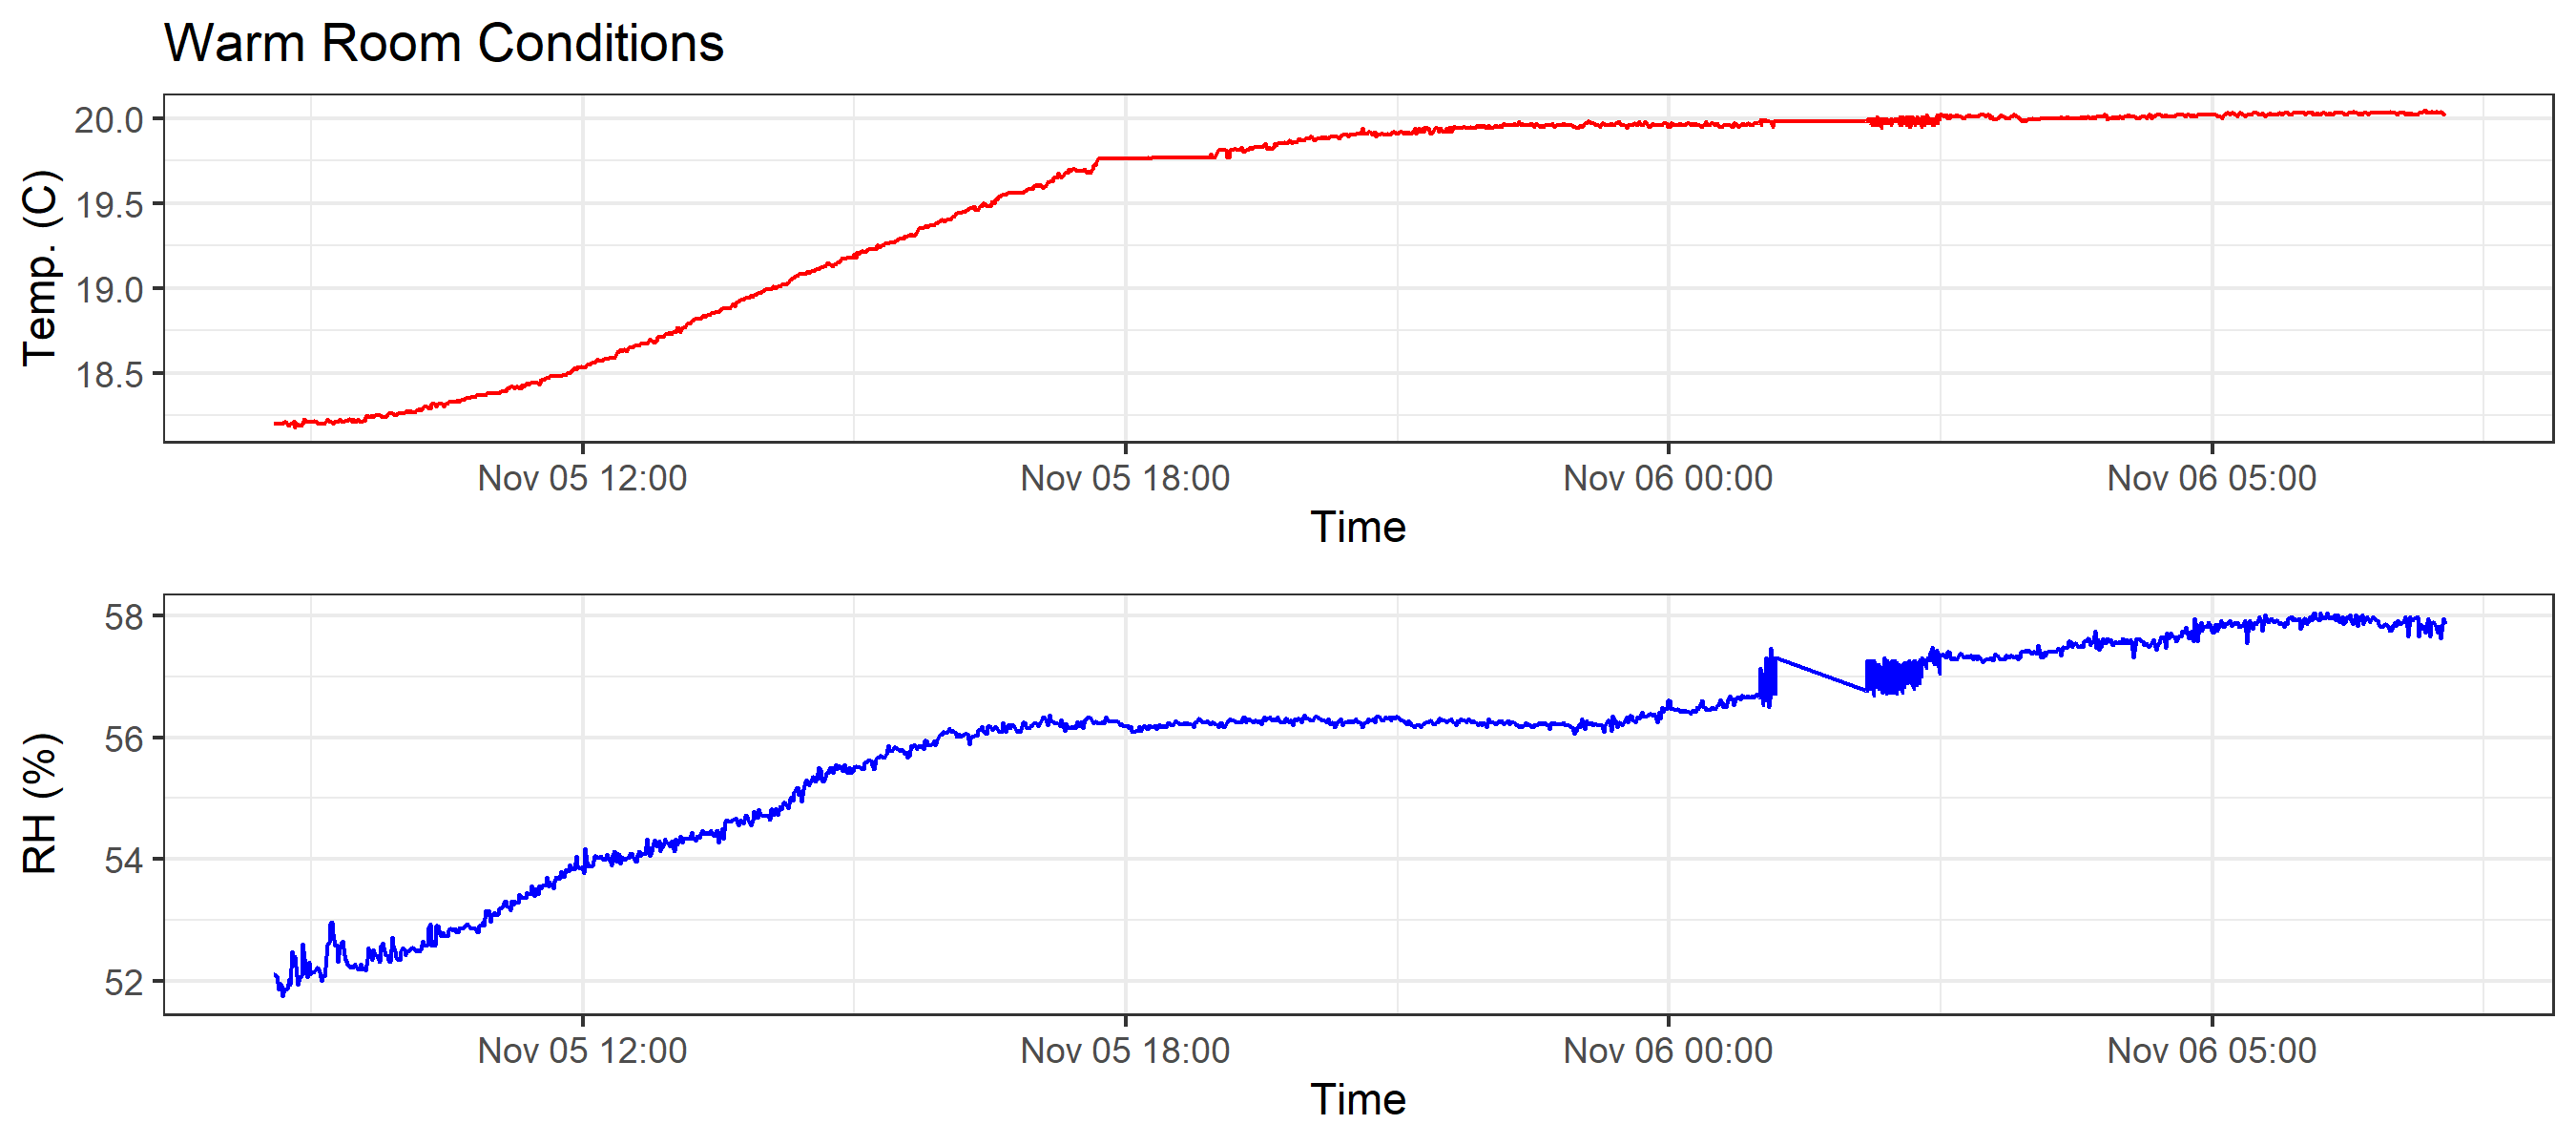 Warm Room Conditions
Temp. (C)
20.0
19.5
19.0
18.5
Nov 05 12:00 Nov 05 18:00 Nov 06 00:00 Nov 06 05:00
Time
RH (%)
58
56
54
52
Nov 05 12:00 Nov 05 18:00 Nov 06 00:00 Nov 06 05:00
Time